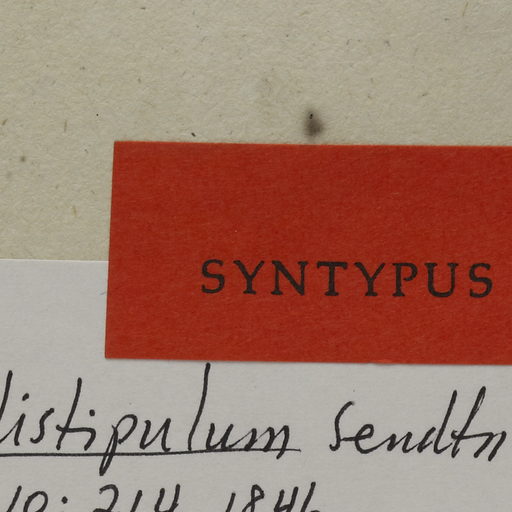 SYNTYPUS
distipulum Sendtn
10: 214 1846